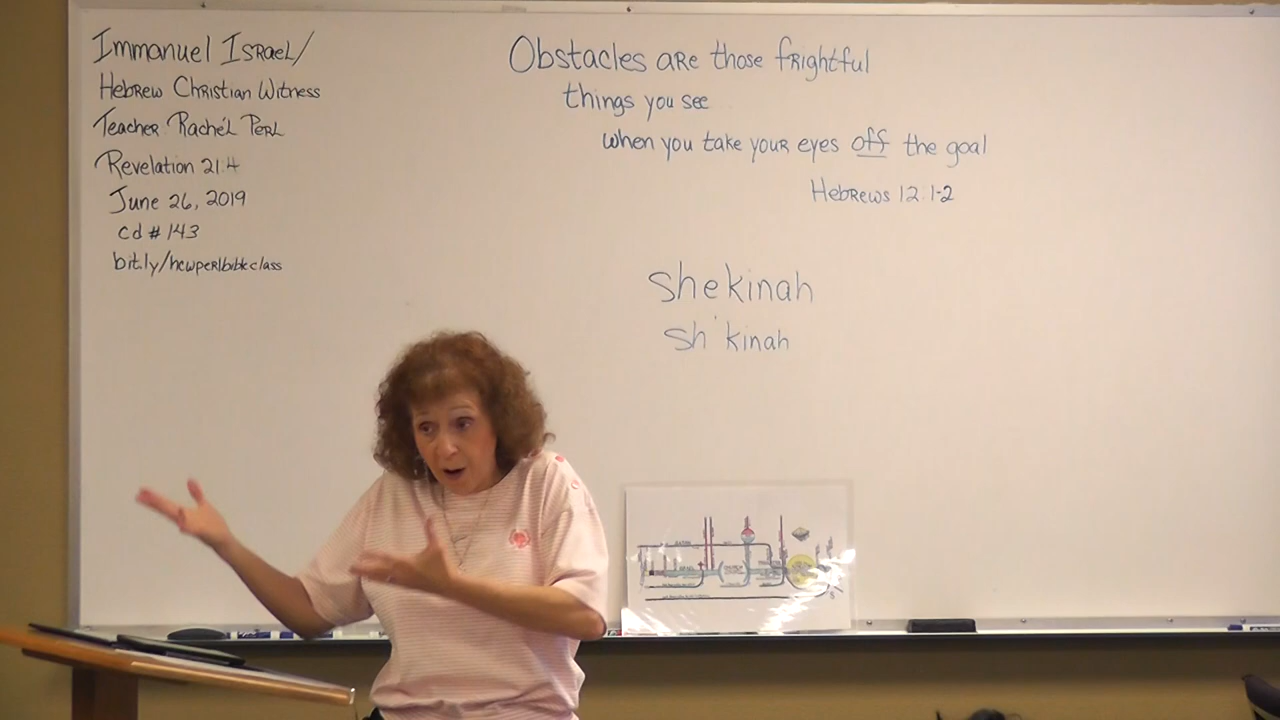 Immanuel Israel/
Hebrew Christian Witness
Teacher Rachel Perl
Revelation 21.4
June 26, 2019
cd # 143
bit.ly/hcwperlbibleclass
Obstacles are those frightful
things you see
when you take your eyes off the goal
Hebrews 12.1-2
shekinah
sh'kinah